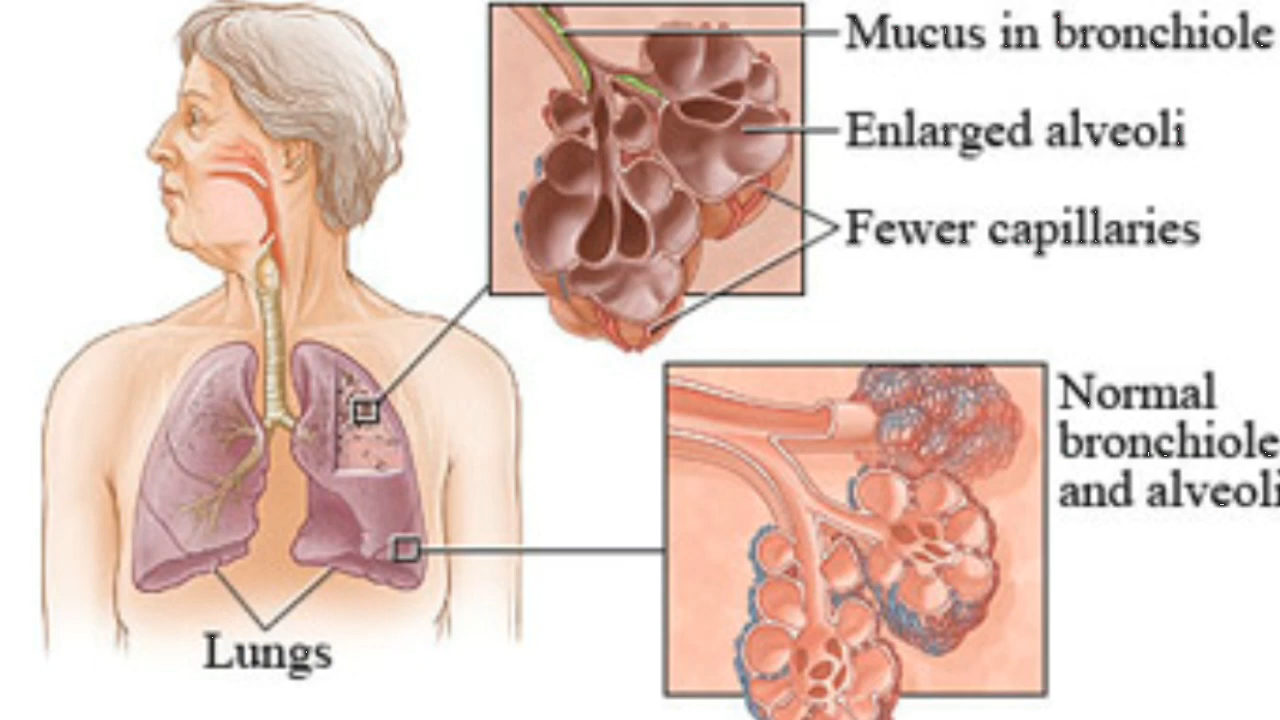 Mucus in bronchiole
Enlarged alveoli
Fewer capillaries
Normal
bronchiole
and alveoli
Lungs